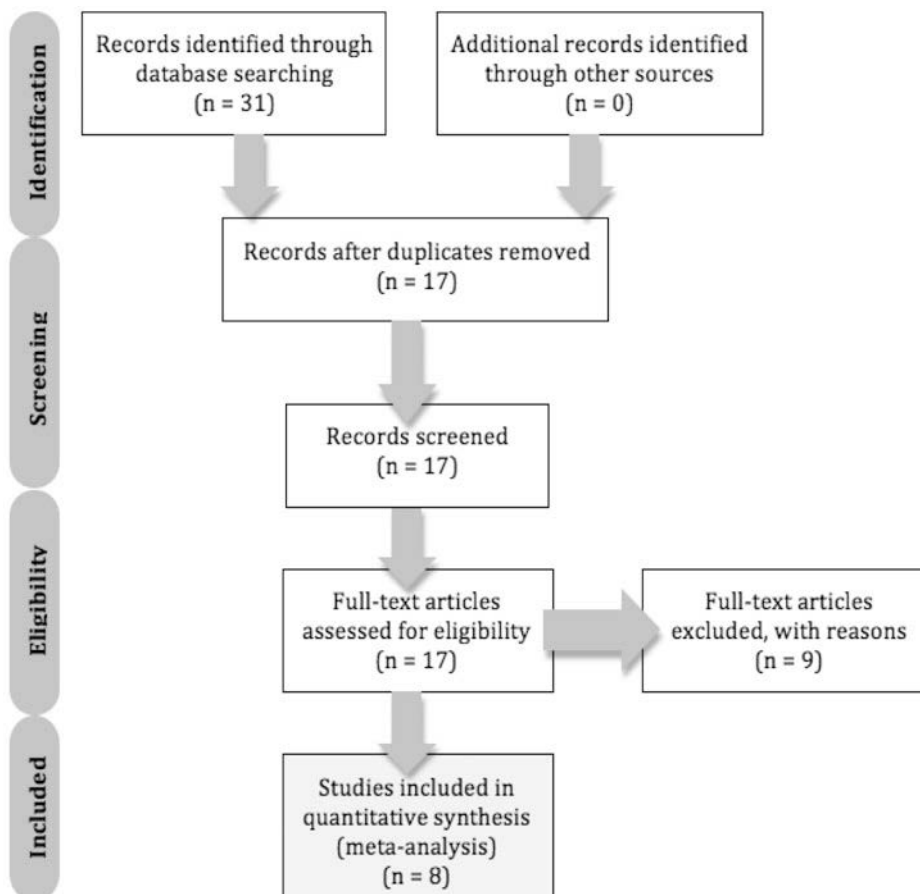 Identification
Records identified through
database searching
(n = 31)
Additional records identified
through other sources
(n = 0)
Screening
Records after duplicates removed
(n = 17)
Records screened
(n = 17)
Eligibility
Full-text articles
assessed for eligibility
(n = 17)
Full-text articles
excluded, with reasons
(n = 9)
Included
Studies included in
quantitative synthesis
(meta-analysis)
(n = 8)